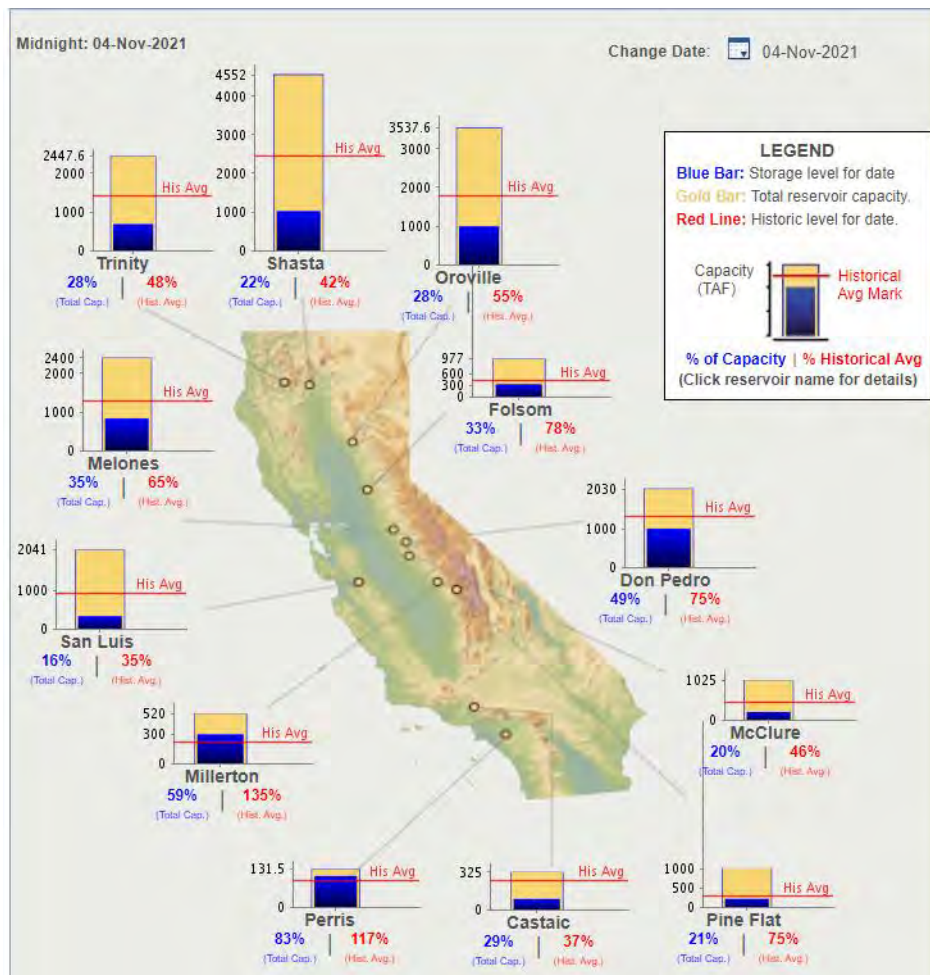 Midnight: 04-Nov-2021
Change Date: 04-Nov-2021
4552
4000
3000
2000
1000
0
His Avg
Shasta
22% | 42%
(Total Cap.) (Hist. Avg.)
2447.6
2000
1000
0
His Avg
Trinity
28% | 48%
(Total Cap.) (Hist. Avg.)
3537.6
3000
2000
1000
0
His Avg
Oroville
28% | 55%
(Total Cap.) (Hist. Avg.)
LEGEND
Blue Bar: Storage level for date
Gold Bar: Total reservoir capacity.
Red Line: Historic level for date.
Capacity
(TAF)
Historical
Avg Mark
% of Capacity | % Historical Avg
(Click reservoir name for details)
2400
2000
1000
0
His Avg
Melones
35% | 65%
(Total Cap.) (Hist. Avg.)
977
600
300
0
His Avg
Folsom
33% | 78%
(Total Cap.) (Hist. Avg.)
2030
1000
0
His Avg
Don Pedro
49% | 75%
(Total Cap.) (Hist. Avg.)
2041
1000
0
His Avg
San Luis
16% | 35%
(Total Cap.) (Hist. Avg.)
1025
0
His Avg
McClure
20% | 46%
(Total Cap.) (Hist. Avg.)
520
300
0
His Avg
Millerton
59% | 135%
(Total Cap.) (Hist. Avg.)
131.5
0
His Avg
Perris
83% | 117%
(Total Cap.) (Hist. Avg.)
325
0
His Avg
Castaic
29% | 37%
(Total Cap.) (Hist. Avg.)
1000
500
0
His Avg
Pine Flat
21% | 75%
(Total Cap.) (Hist. Avg.)